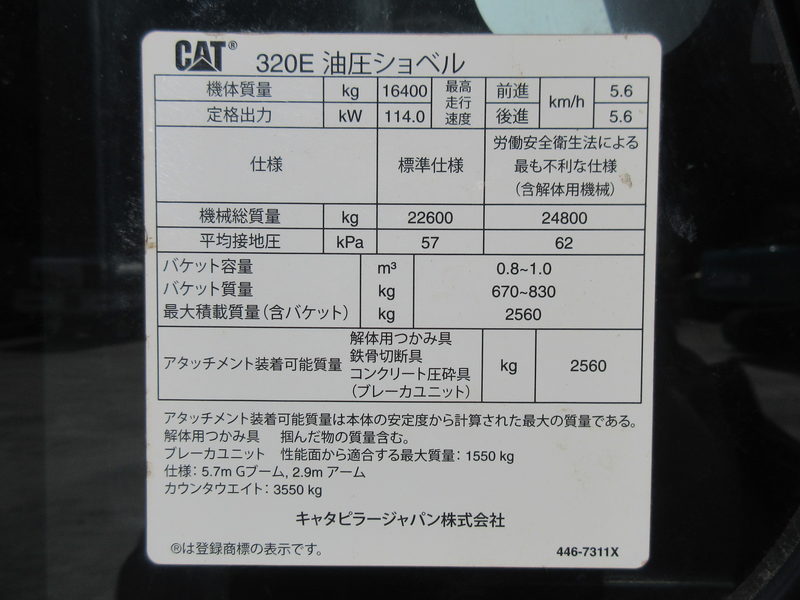 CAT® 320E 油圧ショベル
機体質量 kg 16400 最高走行速度 前進 km/h 5.6
定格出力 kW 114.0 後進 5.6
仕様 標準仕様 労働安全衛生法による最も不利な仕様(含解体用機械)
機械総質量 kg 22600 24800
平均接地圧 kPa 57 62
バケット容量 m³ 0.8~1.0
バケット質量 kg 670~830
最大積載質量(含バケット) kg 2560
アタッチメント装着可能質量 解体用つかみ具 鉄骨切断具 コンクリート圧砕具 (ブレーカユニット) kg 2560
アタッチメント装着可能質量は本体の安定度から計算された最大の質量である。
解体用つかみ具 掴んだ物の質量含む。
ブレーカユニット 性能面から適合する最大質量: 1550 kg
仕様: 5.7m Gブーム, 2.9m アーム
カウンタウエイト: 3550 kg
キャタピラージャパン株式会社
®は登録商標の表示です。 446-7311X